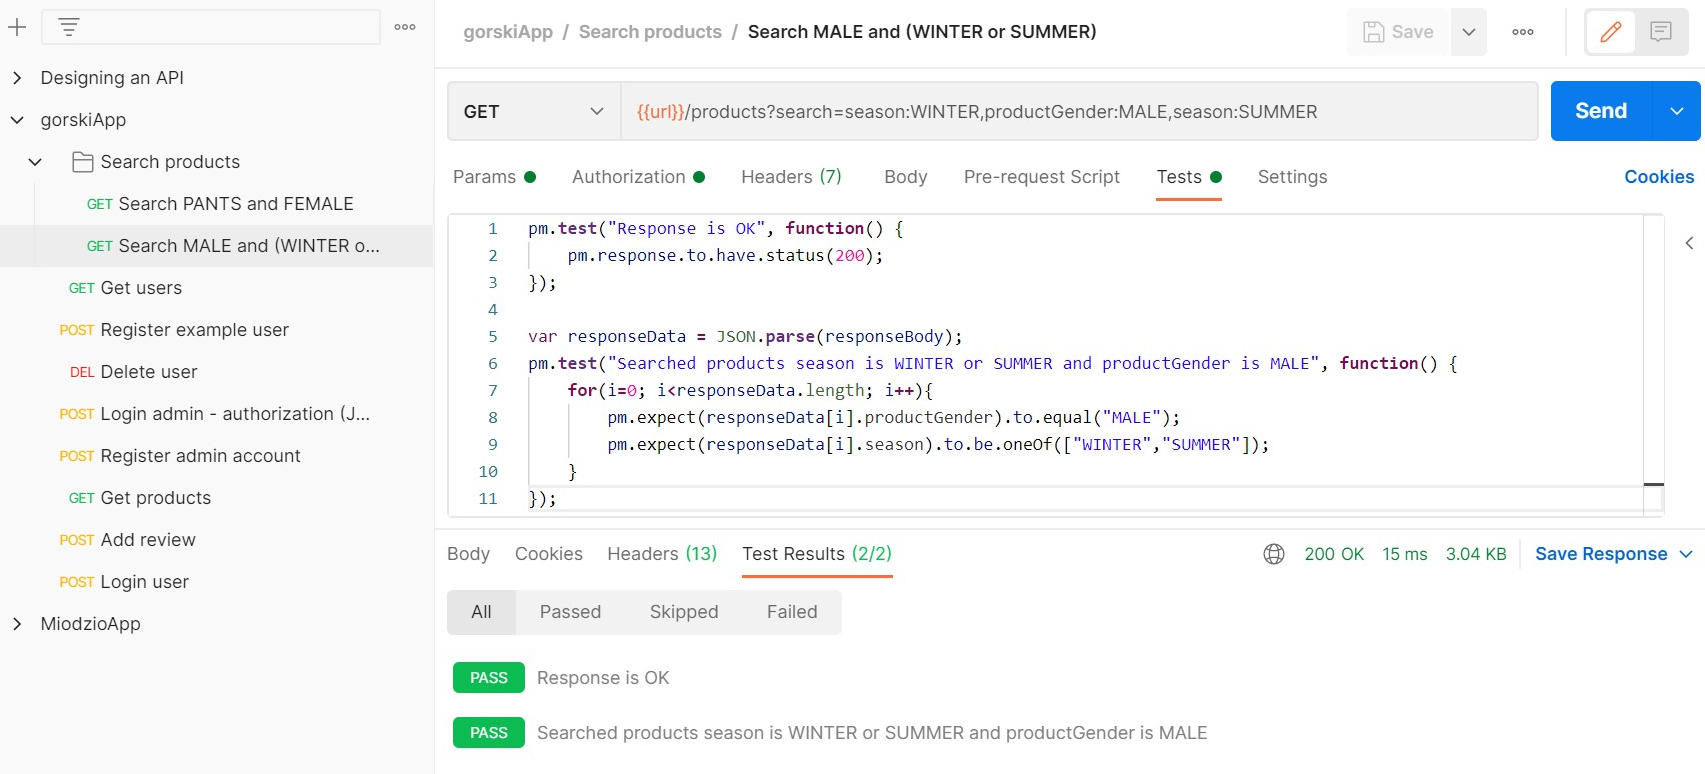 Designing an API
gorskiApp
Search products
GET Search PANTS and FEMALE
GET Search MALE and (WINTER o...
GET Get users
POST Register example user
DEL Delete user
POST Login admin - authorization (J...
POST Register admin account
GET Get products
POST Add review
POST Login user
MiodzioApp
gorskiApp / Search products / Search MALE and (WINTER or SUMMER)
Save
GET {{url}}/products?search=season:WINTER,productGender:MALE,season:SUMMER
Send
Params Authorization Headers (7) Body Pre-request Script Tests Settings Cookies
1 pm.test("Response is OK", function() {
2 pm.response.to.have.status(200);
3 });
4
5 var responseData = JSON.parse(responseBody);
6 pm.test("Searched products season is WINTER or SUMMER and productGender is MALE", function() {
7 for(i=0; i<responseData.length; i++){
8 pm.expect(responseData[i].productGender).to.equal("MALE");
9 pm.expect(responseData[i].season).to.be.oneOf(["WINTER","SUMMER"]);
10 }
11 });
Body Cookies Headers (13) Test Results (2/2) 200 OK 15 ms 3.04 KB Save Response
All Passed Skipped Failed
PASS Response is OK
PASS Searched products season is WINTER or SUMMER and productGender is MALE